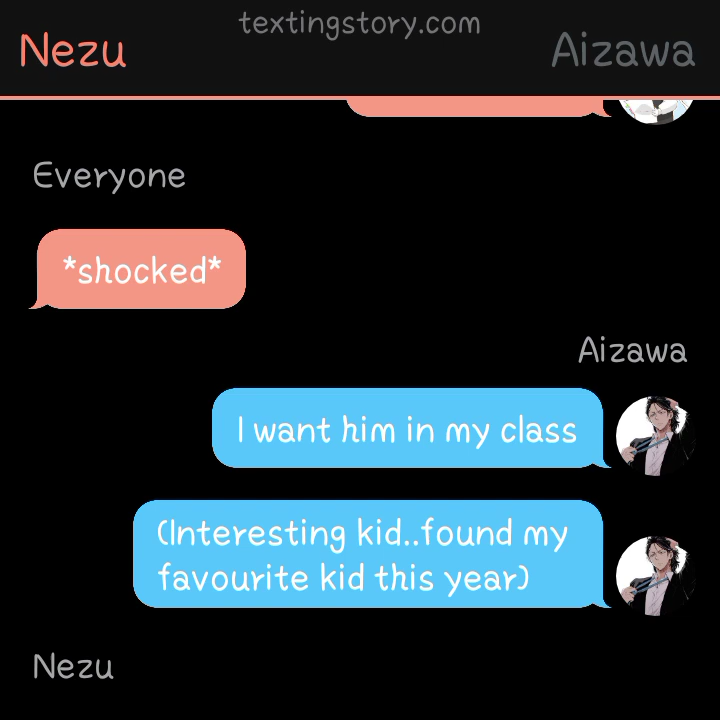 textingstory.com
Nezu
Aizawa
Everyone
*shocked*
Aizawa
I want him in my class
(Interesting kid..found my
favourite kid this year)
Nezu